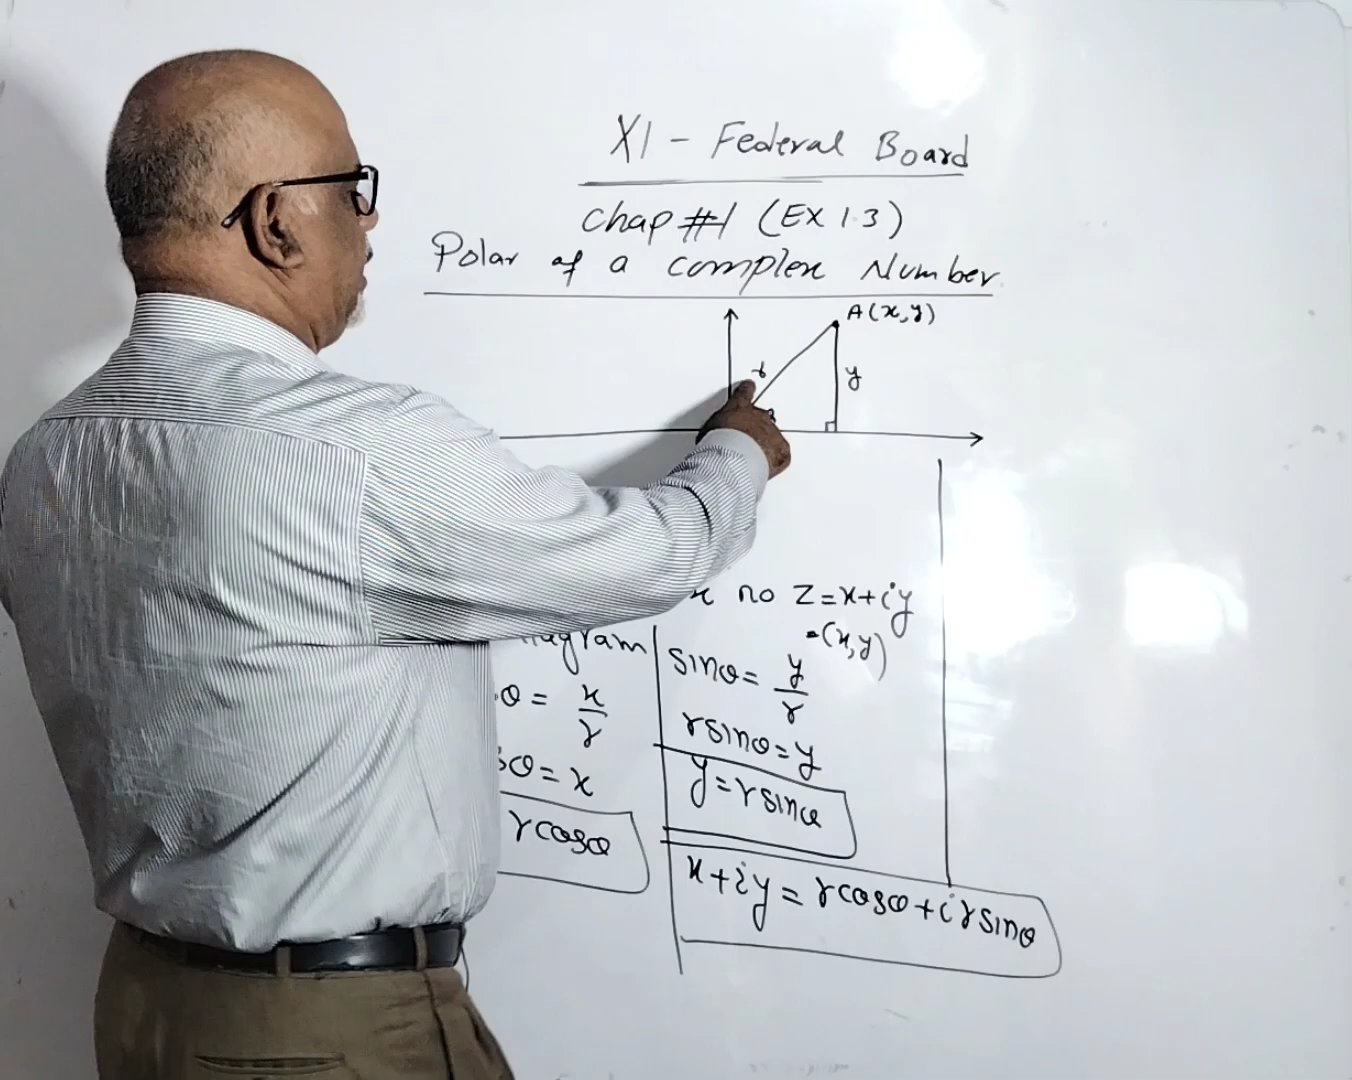 XI - Federal Board
Chap #1 (Ex 1.3)
Polar of a complex Number
A(x,y)
r
y
no z=x+iy
=(x,y)
θ = x/r
θ = x
rcosθ
sinθ = y/r
rsinθ=y
y=rsinθ
x+iy = rcosθ+irsinθ